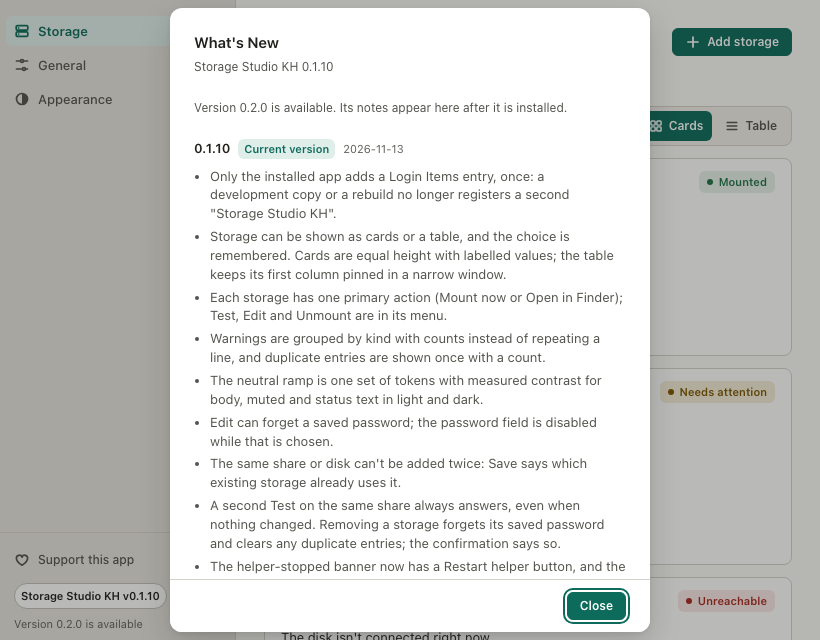 Storage
General
Appearance
Support this app
Storage Studio KH v0.1.10
Version 0.2.0 is available
Add storage
Cards
Table
Mounted
Needs attention
Unreachable
The disk isn't connected right now
What's New
Storage Studio KH 0.1.10
Version 0.2.0 is available. Its notes appear here after it is installed.
0.1.10 Current version 2026-11-13
• Only the installed app adds a Login Items entry, once: a
development copy or a rebuild no longer registers a second
"Storage Studio KH".
• Storage can be shown as cards or a table, and the choice is
remembered. Cards are equal height with labelled values; the table
keeps its first column pinned in a narrow window.
• Each storage has one primary action (Mount now or Open in Finder);
Test, Edit and Unmount are in its menu.
• Warnings are grouped by kind with counts instead of repeating a
line, and duplicate entries are shown once with a count.
• The neutral ramp is one set of tokens with measured contrast for
body, muted and status text in light and dark.
• Edit can forget a saved password; the password field is disabled
while that is chosen.
• The same share or disk can't be added twice: Save says which
existing storage already uses it.
• A second Test on the same share always answers, even when
nothing changed. Removing a storage forgets its saved password
and clears any duplicate entries; the confirmation says so.
• The helper-stopped banner now has a Restart helper button, and the
Close